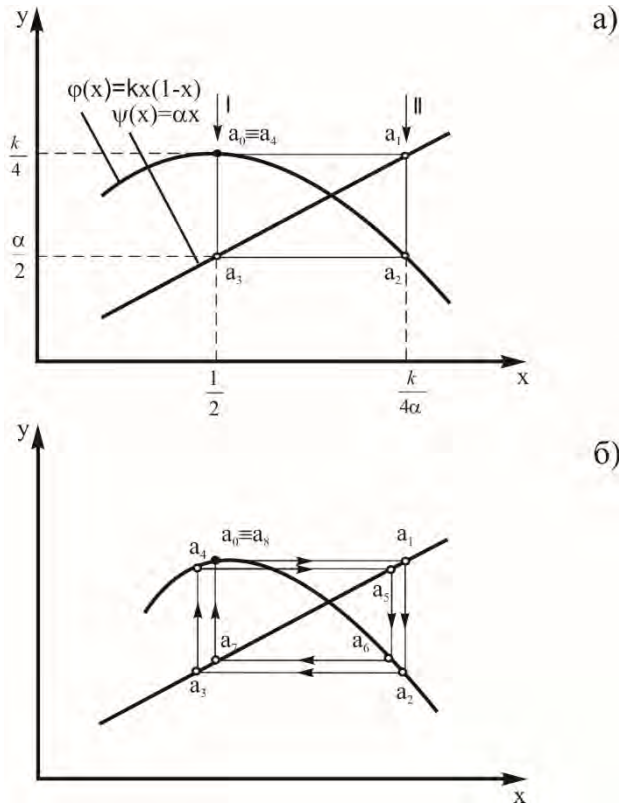 y
а)
φ(x)=kx(1-x)
ψ(x)=αx
I
II
a₀≡a₄
a₁
k/4
α/2
a₃
a₂
1/2
k/4α
x
y
б)
a₄
a₀≡a₈
a₁
a₅
a₇
a₆
a₃
a₂
x